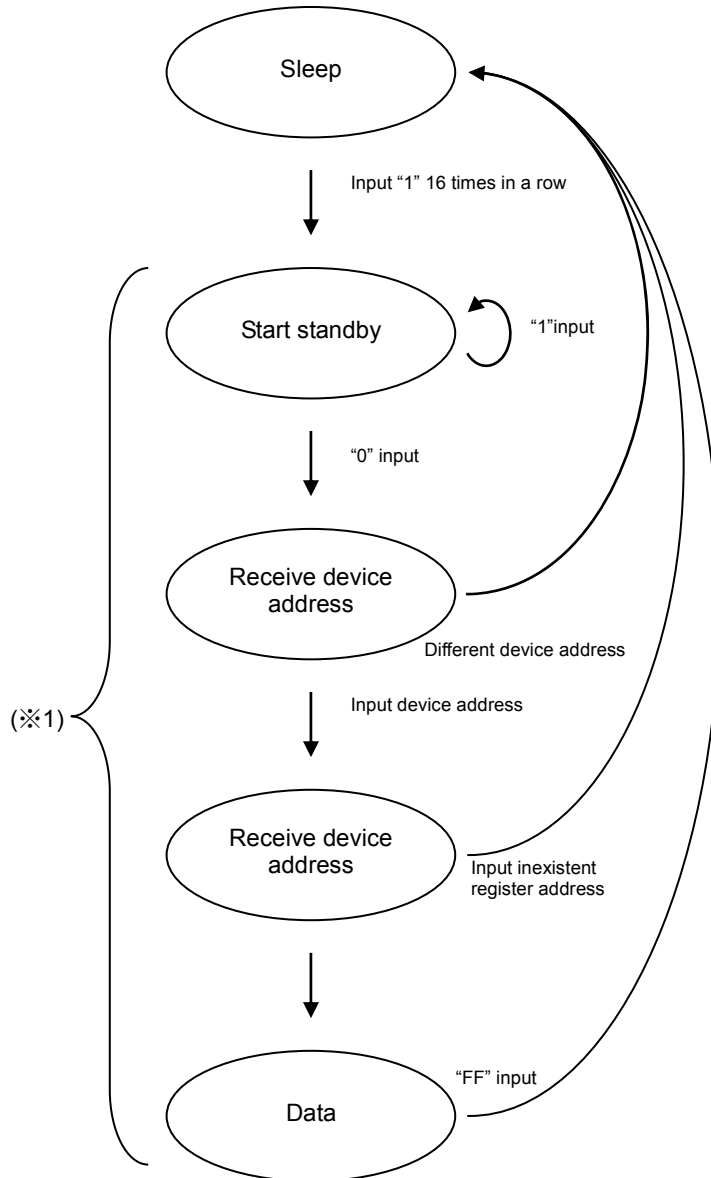 Sleep
Input “1” 16 times in a row
Start standby
“1”input
“0” input
Receive device
address
Different device address
Input device address
(※1)
Receive device
address
Input inexistent
register address
“FF” input
Data